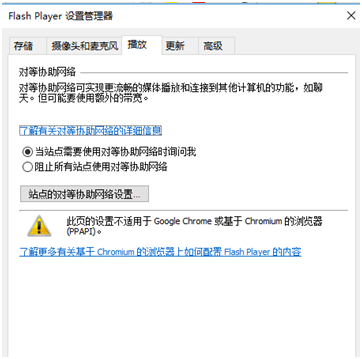 Flash Player 设置管理器
存储 摄像头和麦克风 播放 更新 高级
对等协助网络
对等协助网络可实现更流畅的媒体播放和连接到其他计算机的功能，如聊
天。但可能要使用额外的带宽。
了解有关对等协助网络的详细信息
当站点需要使用对等协助网络时询问我
阻止所有站点使用对等协助网络
站点的对等协助网络设置...
此页的设置不适用于 Google Chrome 或基于 Chromium 的浏览器
(PPAPI)。
了解更多有关基于 Chromium 的浏览器上如何配置 Flash Player 的内容